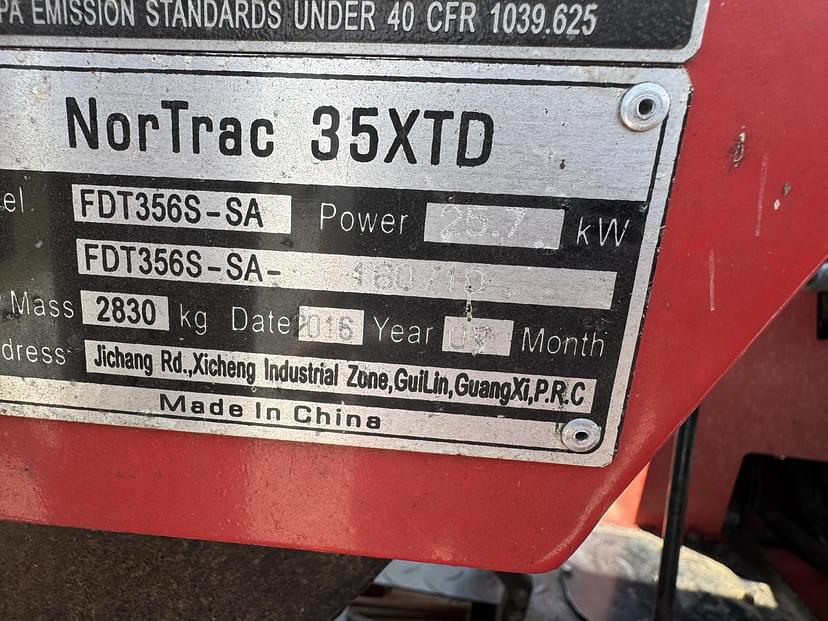 PA EMISSION STANDARDS UNDER 40 CFR 1039.625
NorTrac 35XTD
el FDT356S-SA Power 25.7 kW
FDT356S-SA-
Mass 2830 kg Date 2016 Year 07 Month
dress Jichang Rd.,Xicheng Industrial Zone,GuiLin,GuangXi,P.R.C
Made In China